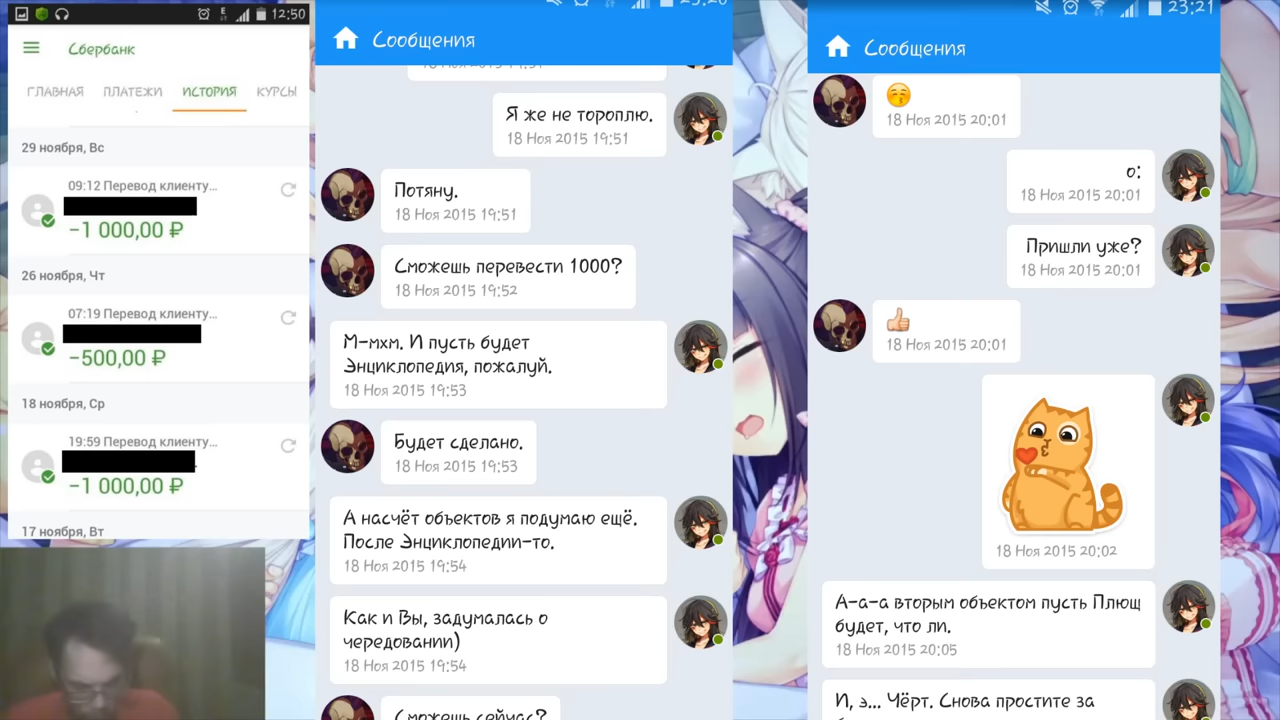 12:50
Сбербанк
ГЛАВНАЯ ПЛАТЕЖИ ИСТОРИЯ КУРСЫ
29 ноября, Вс
09:12 Перевод клиенту...
-1 000,00 ₽
26 ноября, Чт
07:19 Перевод клиенту...
-500,00 ₽
18 ноября, Ср
19:59 Перевод клиенту...
-1 000,00 ₽
17 ноября, Вт
Сообщения
Я же не тороплю.
18 Ноя 2015 19:51
Потяну.
18 Ноя 2015 19:51
Сможешь перевести 1000?
18 Ноя 2015 19:52
М-мхм. И пусть будет
Энциклопедия, пожалуй.
18 Ноя 2015 19:53
Будет сделано.
18 Ноя 2015 19:53
А насчёт объектов я подумаю ещё.
После Энциклопедии-то.
18 Ноя 2015 19:54
Как и Вы, задумалась о
чередовании)
18 Ноя 2015 19:54
Сможешь сейчас?
23:21
Сообщения
18 Ноя 2015 20:01
о:
18 Ноя 2015 20:01
Пришли уже?
18 Ноя 2015 20:01
18 Ноя 2015 20:01
18 Ноя 2015 20:02
А-а-а вторым объектом пусть Плющ
будет, что ли.
18 Ноя 2015 20:05
И, э... Чёрт. Снова простите за